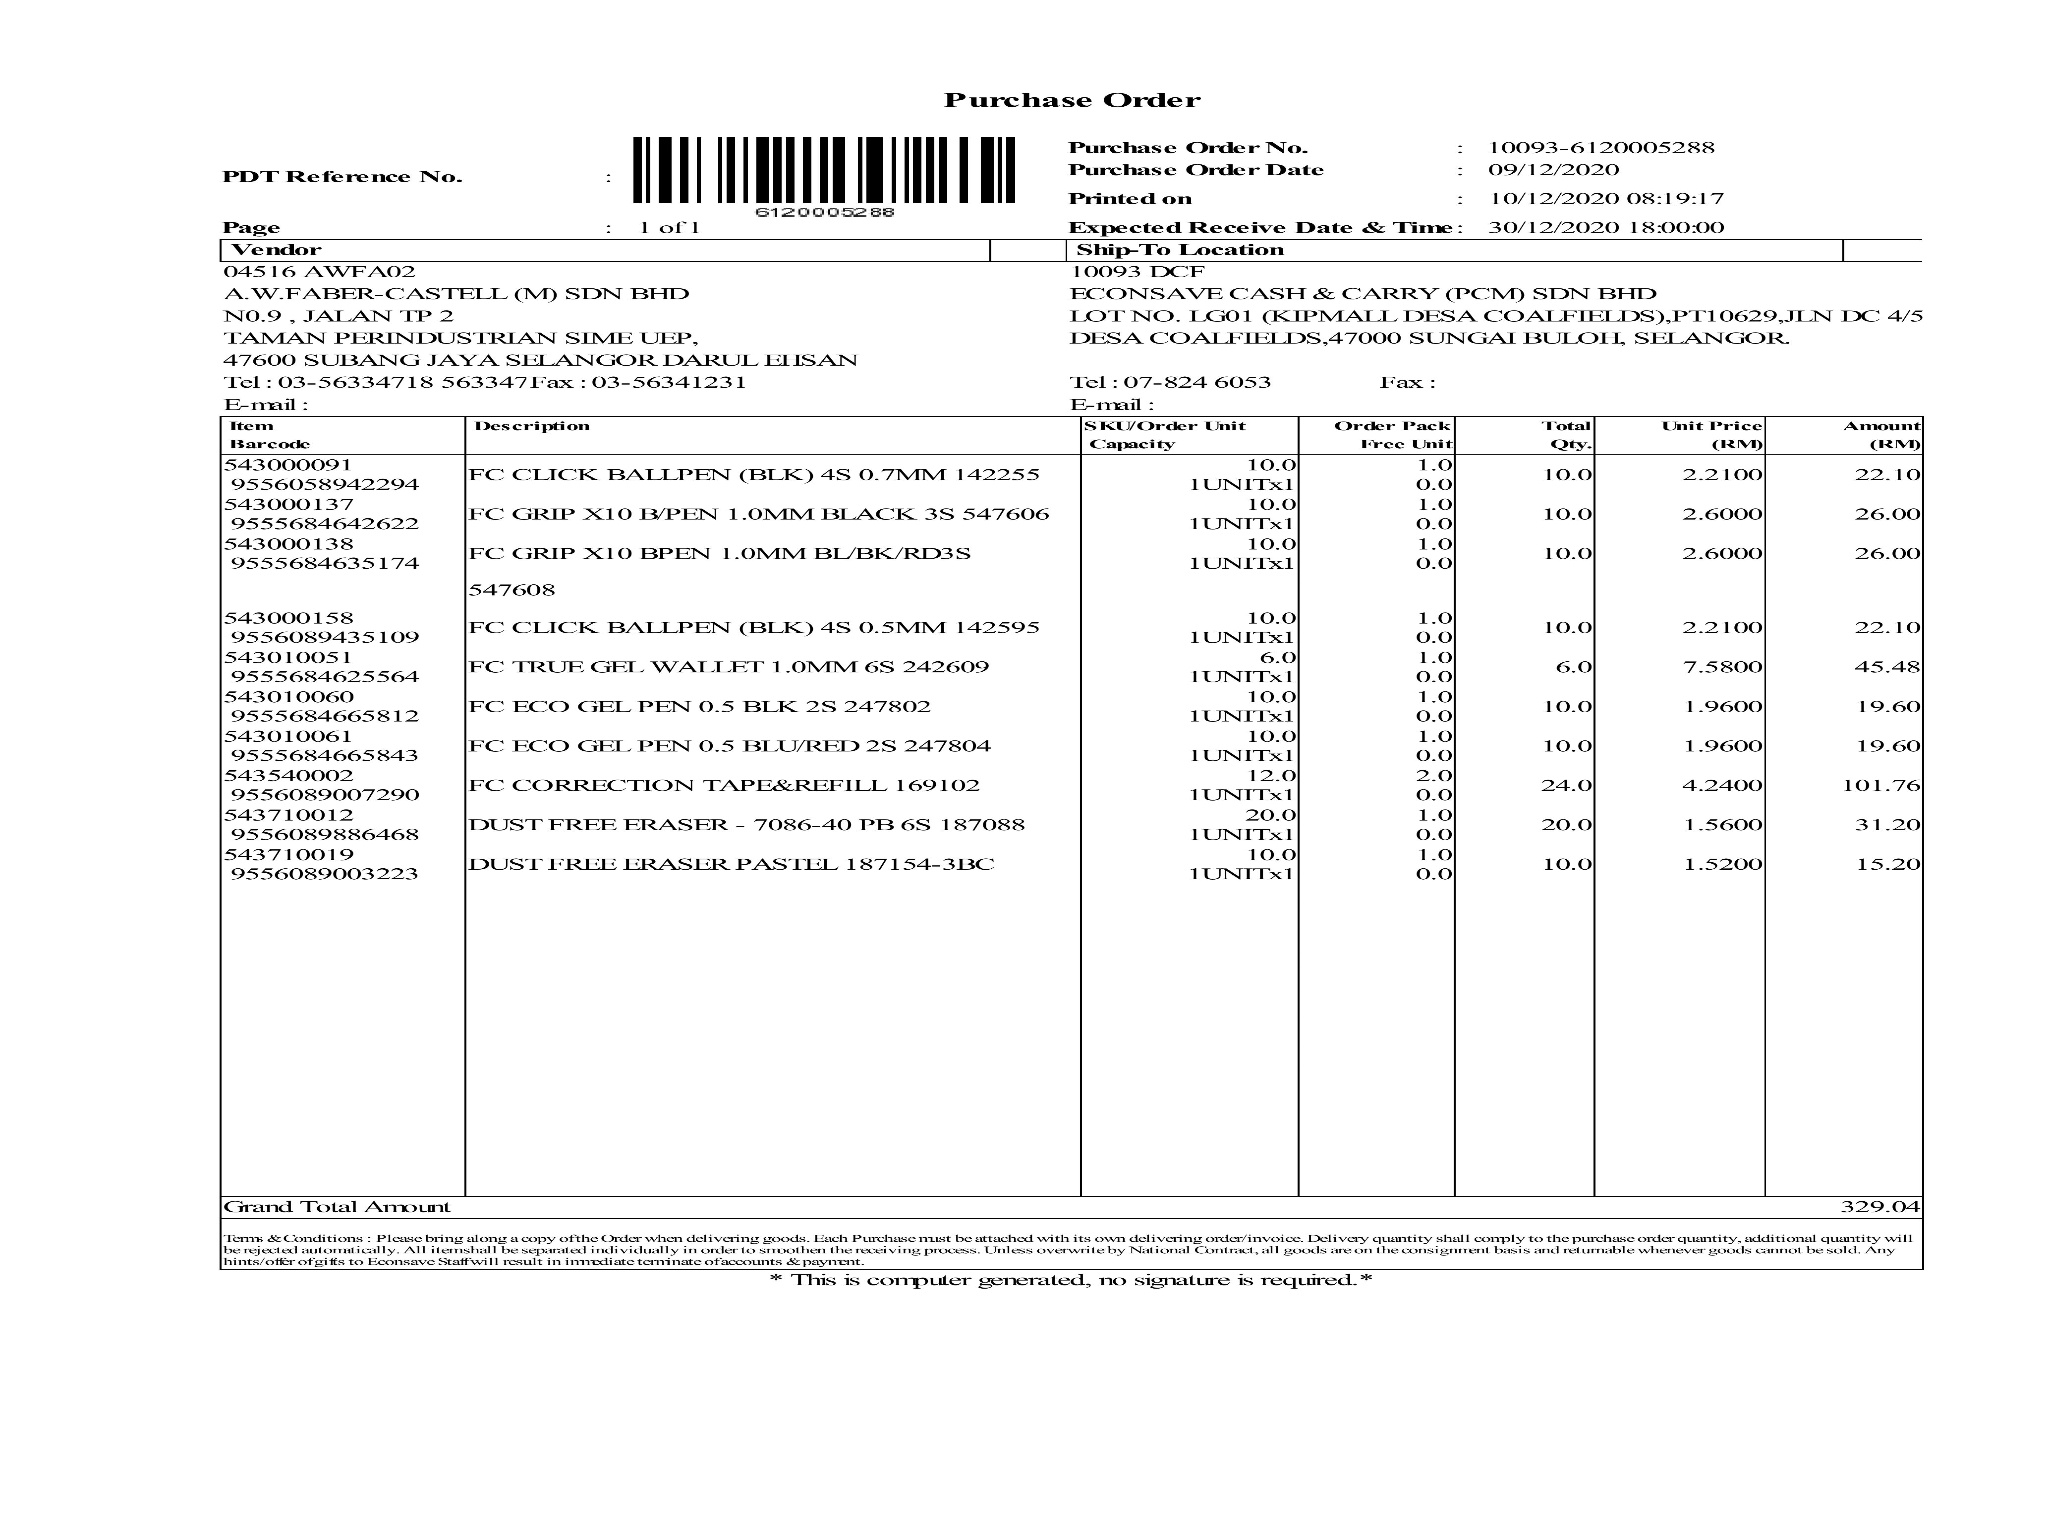 Purchase Order
PDT Reference No. :
6120005288
Page : 1 of 1
Purchase Order No. : 10093-6120005288
Purchase Order Date : 09/12/2020
Printed on : 10/12/2020 08:19:17
Expected Receive Date & Time : 30/12/2020 18:00:00
Vendor
04516 AWFA02
A.W.FABER-CASTELL (M) SDN BHD
N0.9 , JALAN TP 2
TAMAN PERINDUSTRIAN SIME UEP,
47600 SUBANG JAYA SELANGOR DARUL EHSAN
Tel : 03-56334718 563347Fax : 03-56341231
E-mail :
Ship-To Location
10093 DCF
ECONSAVE CASH & CARRY (PCM) SDN BHD
LOT NO. LG01 (KIPMALL DESA COALFIELDS),PT10629,JLN DC 4/5
DESA COALFIELDS,47000 SUNGAI BULOH, SELANGOR.
Tel : 07-824 6053 Fax :
E-mail :
Item Description SKU/Order Unit Order Pack Total Unit Price Amount
Barcode Capacity Free Unit Qty. (RM) (RM)
543000091 10.0 1.0
FC CLICK BALLPEN (BLK) 4S 0.7MM 142255 10.0 2.2100 22.10
9556058942294 1UNITx1 0.0
543000137 10.0 1.0
FC GRIP X10 B/PEN 1.0MM BLACK 3S 547606 10.0 2.6000 26.00
9555684642622 1UNITx1 0.0
543000138 10.0 1.0
FC GRIP X10 BPEN 1.0MM BL/BK/RD3S 10.0 2.6000 26.00
9555684635174 1UNITx1 0.0
547608
543000158 10.0 1.0
FC CLICK BALLPEN (BLK) 4S 0.5MM 142595 10.0 2.2100 22.10
9556089435109 1UNITx1 0.0
543010051 6.0 1.0
FC TRUE GEL WALLET 1.0MM 6S 242609 6.0 7.5800 45.48
9555684625564 1UNITx1 0.0
543010060 10.0 1.0
FC ECO GEL PEN 0.5 BLK 2S 247802 10.0 1.9600 19.60
9555684665812 1UNITx1 0.0
543010061 10.0 1.0
FC ECO GEL PEN 0.5 BLU/RED 2S 247804 10.0 1.9600 19.60
9555684665843 1UNITx1 0.0
543540002 12.0 2.0
FC CORRECTION TAPE&REFILL 169102 24.0 4.2400 101.76
9556089007290 1UNITx1 0.0
543710012 20.0 1.0
DUST FREE ERASER - 7086-40 PB 6S 187088 20.0 1.5600 31.20
9556089886468 1UNITx1 0.0
543710019 10.0 1.0
DUST FREE ERASER PASTEL 187154-3BC 10.0 1.5200 15.20
9556089003223 1UNITx1 0.0
Grand Total Amount 329.04
Terms & Conditions : Please bring along a copy of the Order when delivering goods. Each Purchase must be attached with its own delivering order/invoice. Delivery quantity shall comply to the purchase order quantity, additional quantity will
be rejected automatically. All item shall be separated individually in order to smoothen the receiving process. Unless overwrite by National Contract, all goods are on the consignment basis and returnable whenever goods cannot be sold. Any
hints/offer of gifts to Econsave Staff will result in immediate terminate of accounts & payment.
* This is computer generated, no signature is required.*